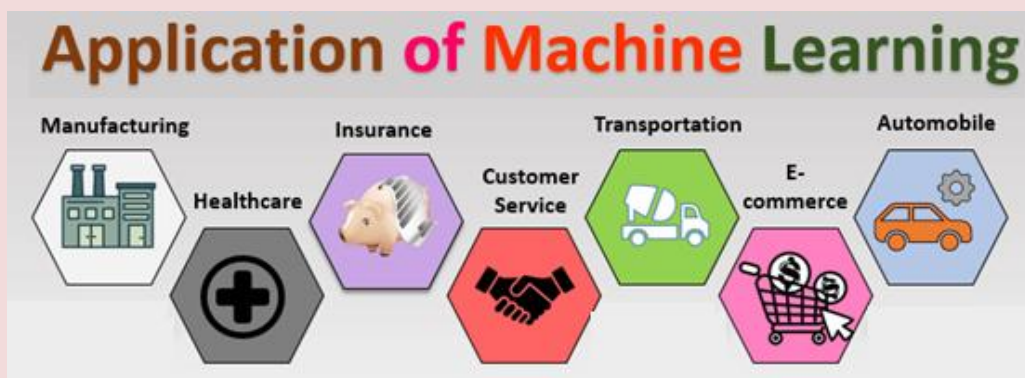 Application of Machine Learning
Manufacturing
Healthcare
Insurance
Customer
Service
Transportation
E-
commerce
Automobile